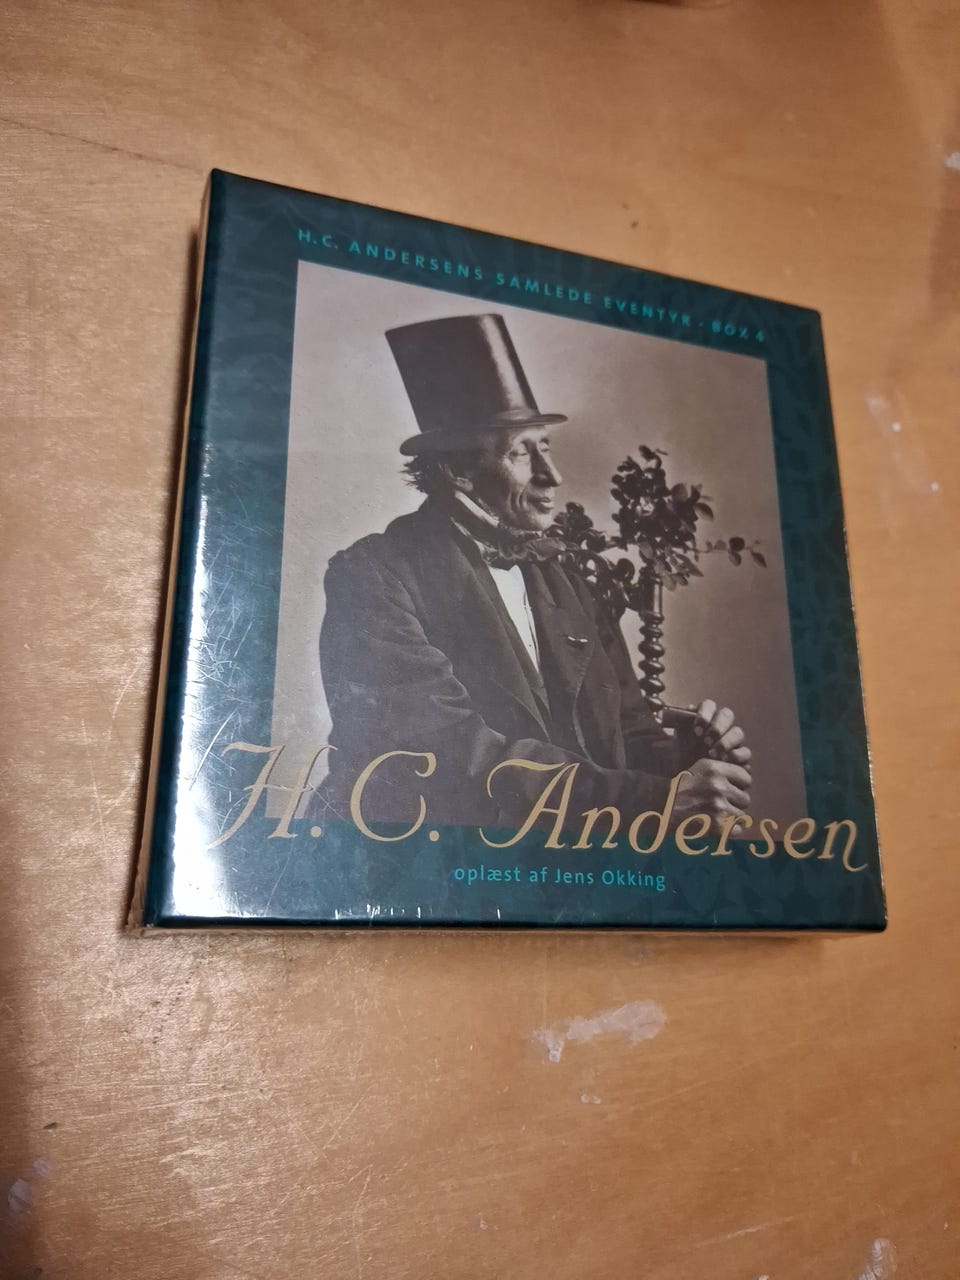 H.C. ANDERSENS SAMLEDE EVENTYR · BOX 4
H. C. Andersen
oplæst af Jens Okking